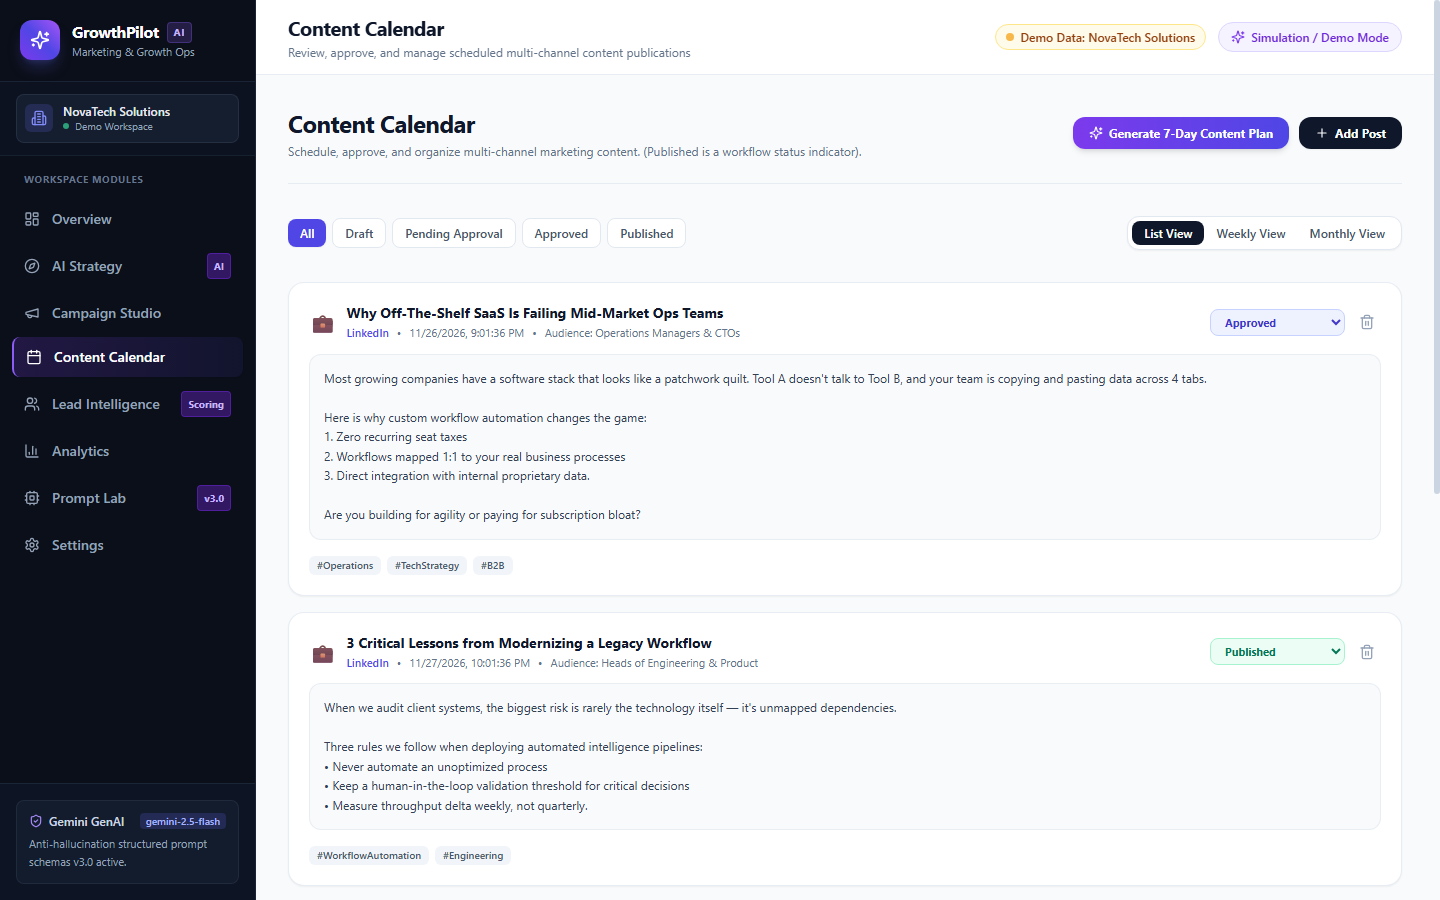 GrowthPilot AI
Marketing & Growth Ops
NovaTech Solutions
Demo Workspace
WORKSPACE MODULES
Overview
AI Strategy AI
Campaign Studio
Content Calendar
Lead Intelligence Scoring
Analytics
Prompt Lab v3.0
Settings
Gemini GenAI gemini-2.5-flash
Anti-hallucination structured prompt
schemas v3.0 active.
Content Calendar
Review, approve, and manage scheduled multi-channel content publications
Demo Data: NovaTech Solutions
Simulation / Demo Mode
Content Calendar
Schedule, approve, and organize multi-channel marketing content. (Published is a workflow status indicator).
Generate 7-Day Content Plan
+ Add Post
All Draft Pending Approval Approved Published
List View Weekly View Monthly View
Why Off-The-Shelf SaaS Is Failing Mid-Market Ops Teams
LinkedIn • 11/26/2026, 9:01:36 PM • Audience: Operations Managers & CTOs
Approved
Most growing companies have a software stack that looks like a patchwork quilt. Tool A doesn't talk to Tool B, and your team is copying and pasting data across 4 tabs.
Here is why custom workflow automation changes the game:
1. Zero recurring seat taxes
2. Workflows mapped 1:1 to your real business processes
3. Direct integration with internal proprietary data.
Are you building for agility or paying for subscription bloat?
#Operations #TechStrategy #B2B
3 Critical Lessons from Modernizing a Legacy Workflow
LinkedIn • 11/27/2026, 10:01:36 PM • Audience: Heads of Engineering & Product
Published
When we audit client systems, the biggest risk is rarely the technology itself — it's unmapped dependencies.
Three rules we follow when deploying automated intelligence pipelines:
• Never automate an unoptimized process
• Keep a human-in-the-loop validation threshold for critical decisions
• Measure throughput delta weekly, not quarterly.
#WorkflowAutomation #Engineering